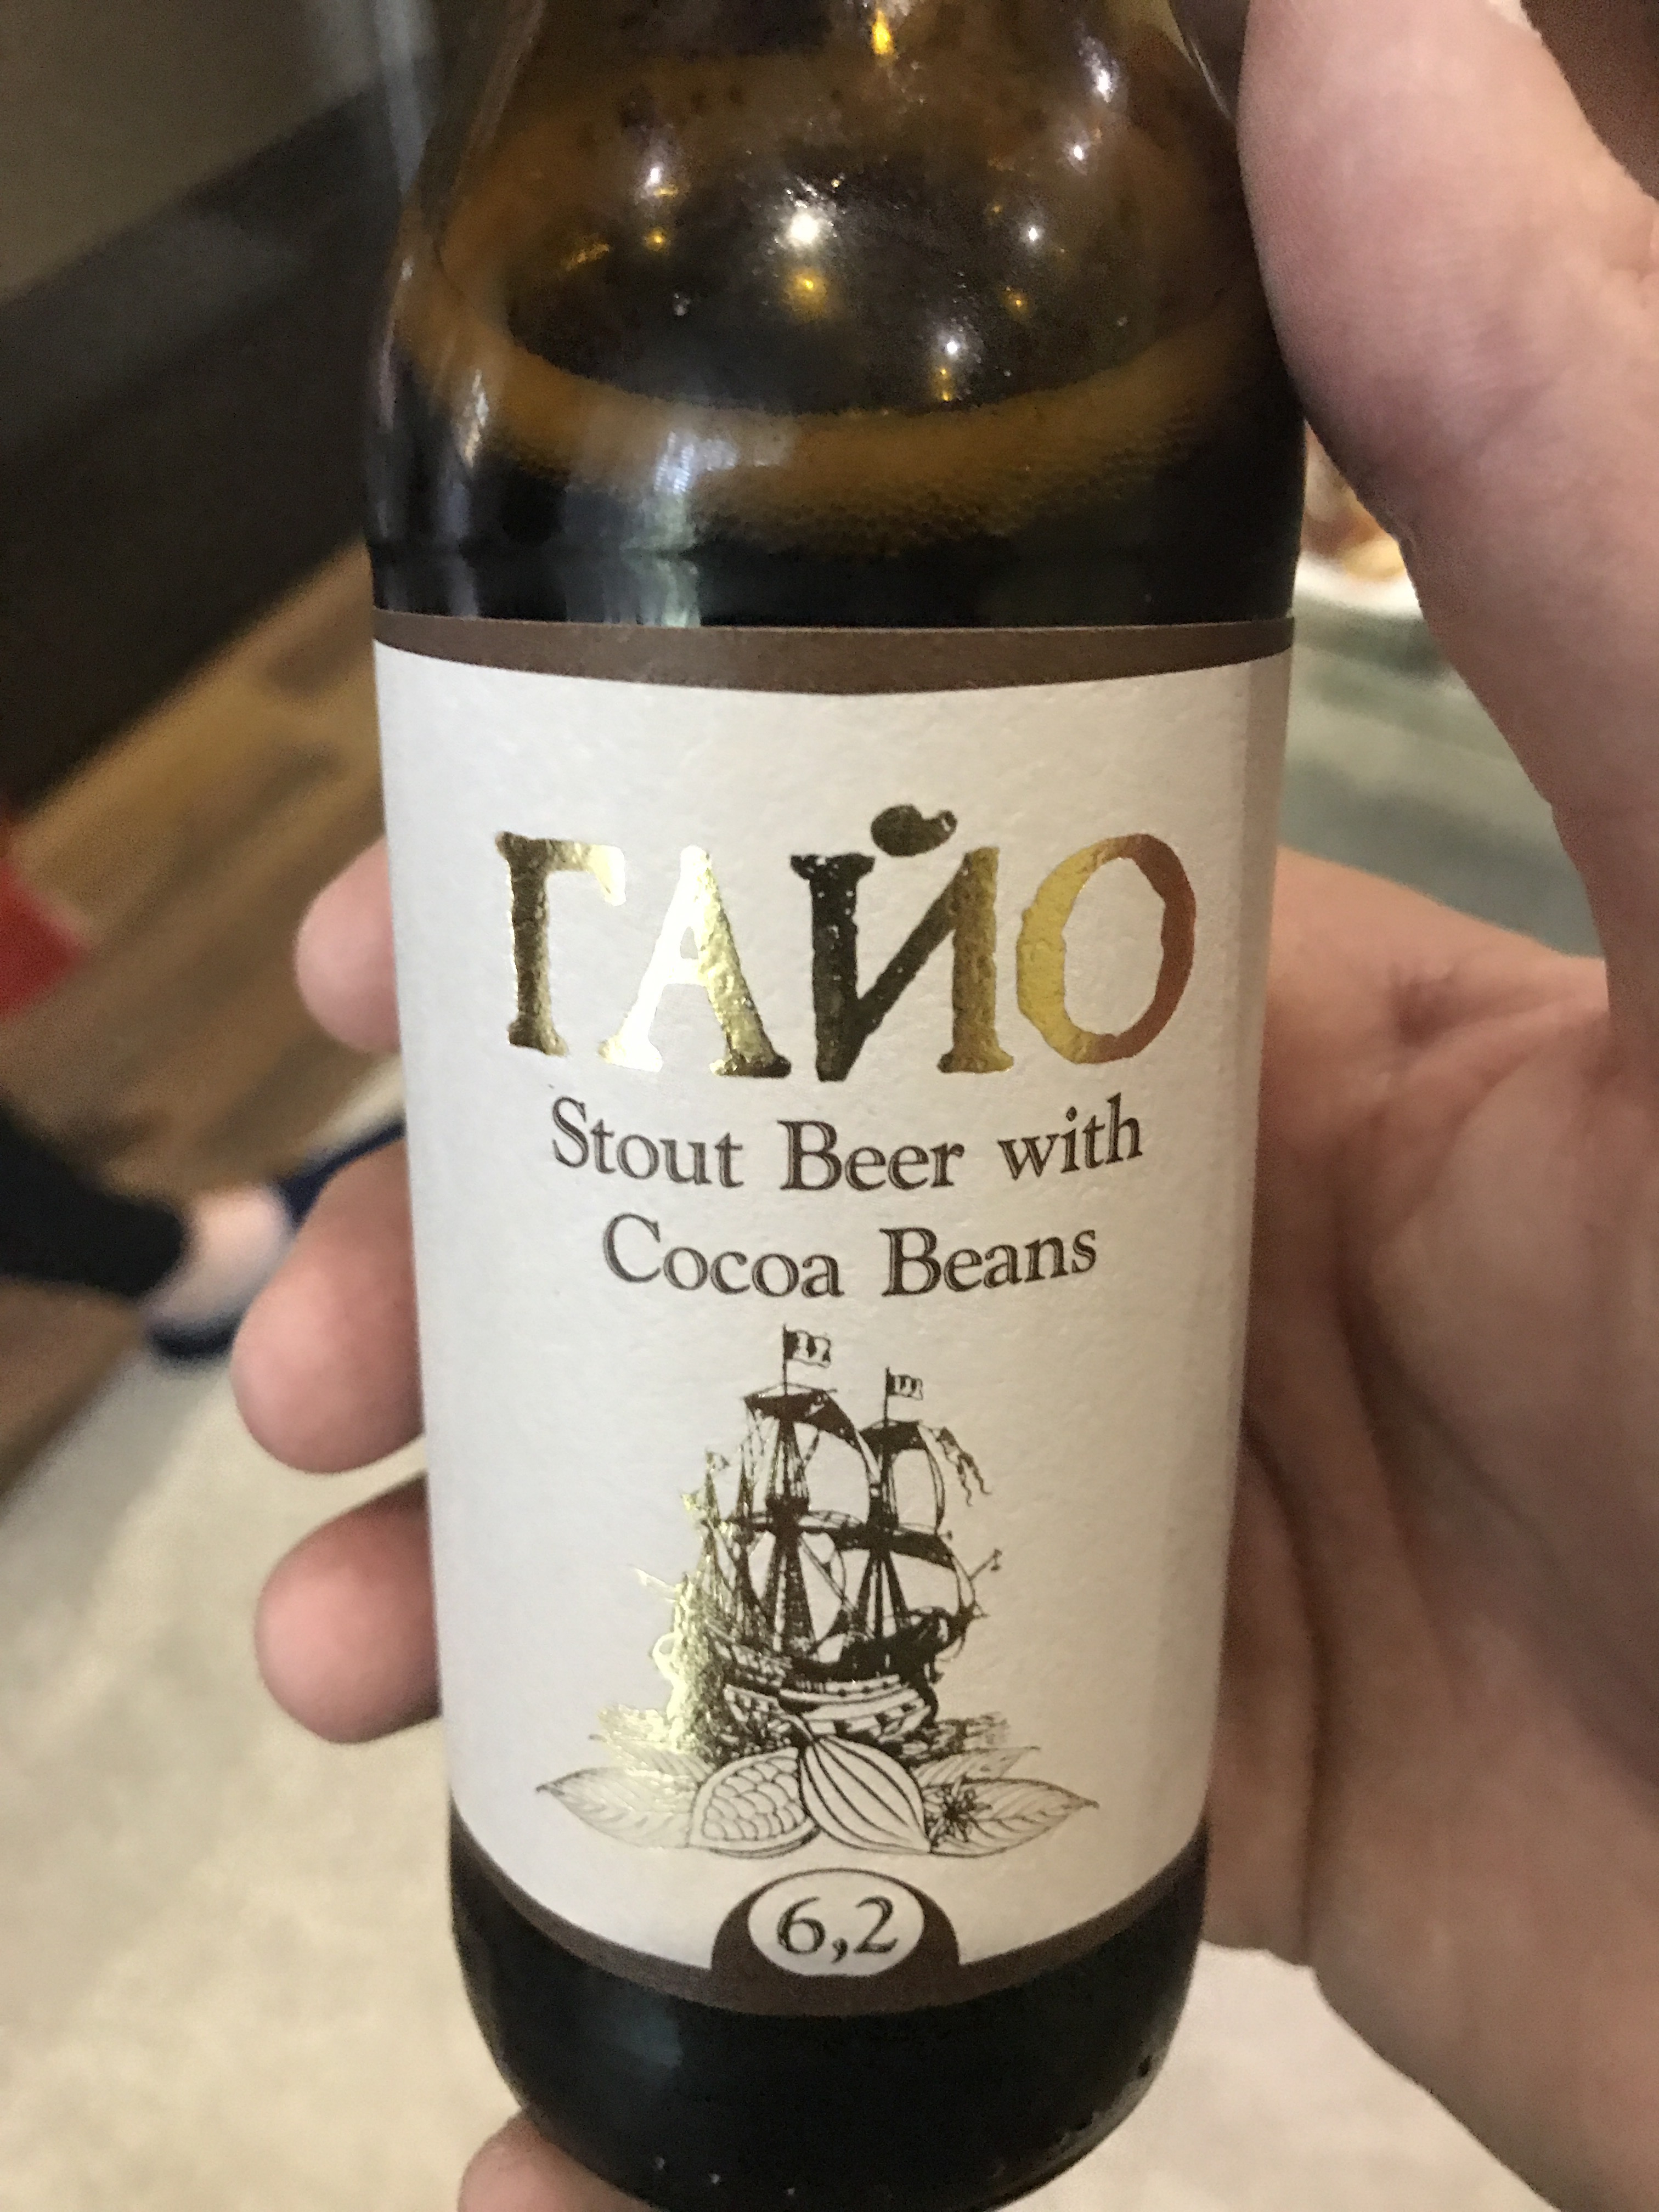 ГАЙО
Stout Beer with
Cocoa Beans
6,2